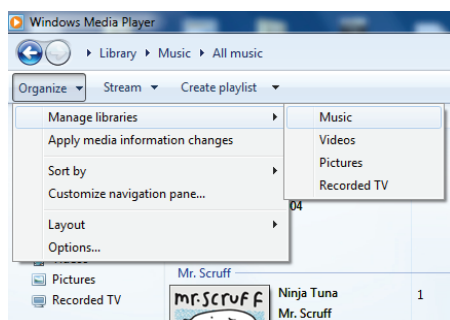 Windows Media Player
Library Music All music
Organize Stream Create playlist
Manage libraries
Apply media information changes
Sort by
Customize navigation pane...
Layout
Options...
Music
Videos
Pictures
Recorded TV
04
Pictures
Recorded TV
Mr. Scruff
mr.scruff
Ninja Tuna
Mr. Scruff
1